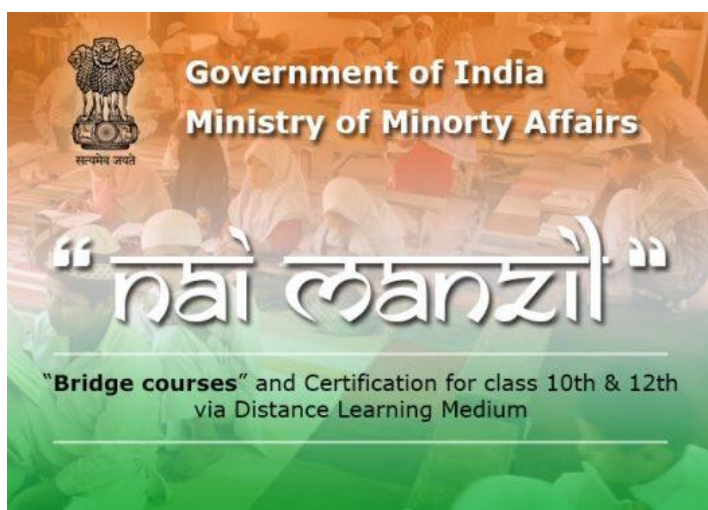 Government of India
Ministry of Minorty Affairs
सत्यमेव जयते
“nai manzil”
“Bridge courses” and Certification for class 10th & 12th
via Distance Learning Medium